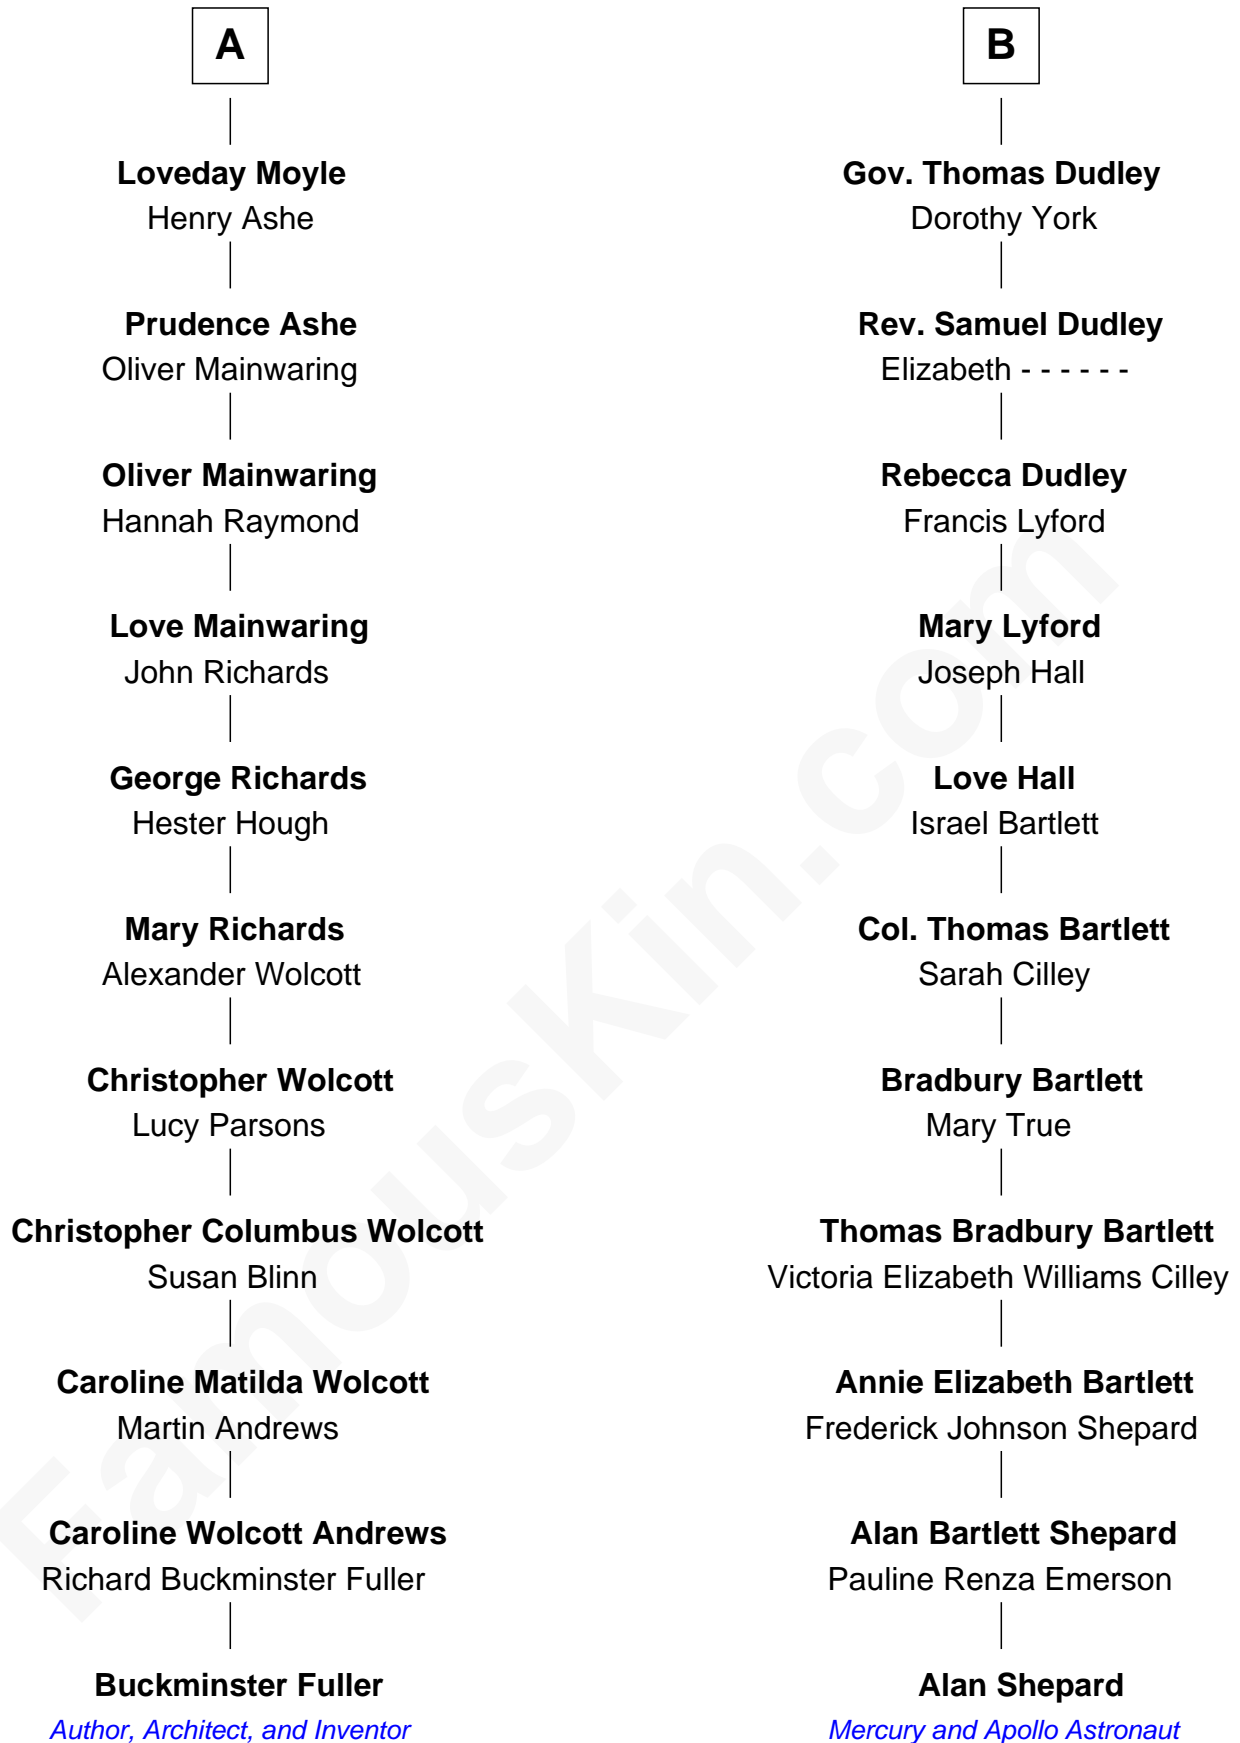 A
Loveday Moyle
Henry Ashe
Prudence Ashe
Oliver Mainwaring
Oliver Mainwaring
Hannah Raymond
Love Mainwaring
John Richards
George Richards
Hester Hough
Mary Richards
Alexander Wolcott
Christopher Wolcott
Lucy Parsons
Christopher Columbus Wolcott
Susan Blinn
Caroline Matilda Wolcott
Martin Andrews
Caroline Wolcott Andrews
Richard Buckminster Fuller
Buckminster Fuller
Author, Architect, and Inventor
B
Gov. Thomas Dudley
Dorothy York
Rev. Samuel Dudley
Elizabeth - - - - - -
Rebecca Dudley
Francis Lyford
Mary Lyford
Joseph Hall
Love Hall
Israel Bartlett
Col. Thomas Bartlett
Sarah Cilley
Bradbury Bartlett
Mary True
Thomas Bradbury Bartlett
Victoria Elizabeth Williams Cilley
Annie Elizabeth Bartlett
Frederick Johnson Shepard
Alan Bartlett Shepard
Pauline Renza Emerson
Alan Shepard
Mercury and Apollo Astronaut
FamousKin.com